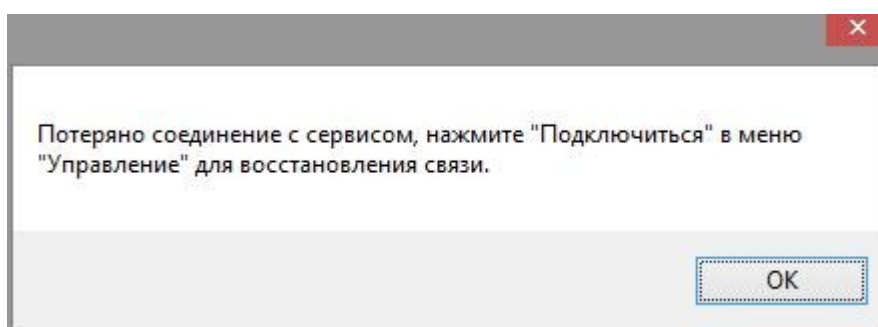 Потеряно соединение с сервисом, нажмите "Подключиться" в меню
"Управление" для восстановления связи.
OK